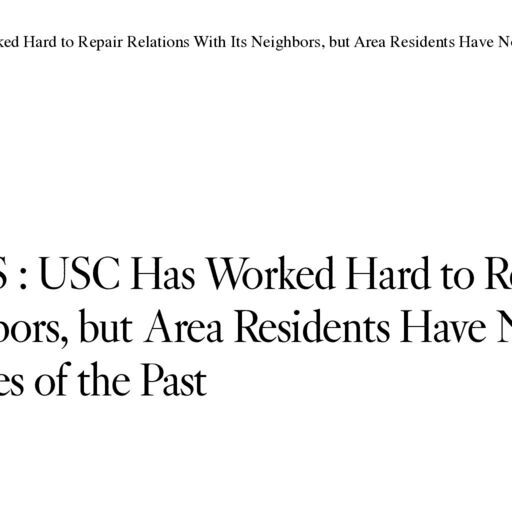 ked Hard to Repair Relations With Its Neighbors, but Area Residents Have
: USC Has Worked Hard to
bors, but Area Residents Have
es of the Past